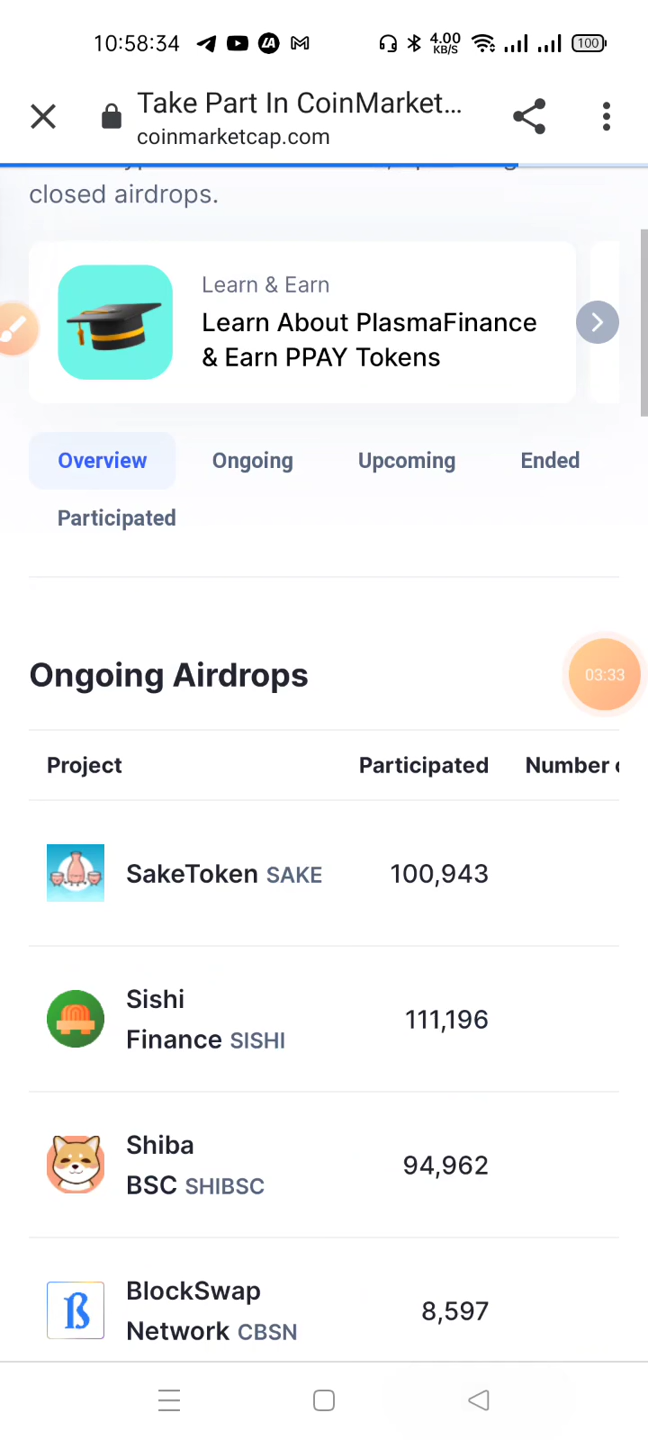 10:58:34
4.00
KB/S
100
Take Part In CoinMarket...
coinmarketcap.com
closed airdrops.
Learn & Earn
Learn About PlasmaFinance
& Earn PPAY Tokens
Overview Ongoing Upcoming Ended
Participated
Ongoing Airdrops
03:33
Project Participated Number
SakeToken SAKE 100,943
Sishi
Finance SISHI
111,196
Shiba
BSC SHIBSC
94,962
BlockSwap
Network CBSN
8,597